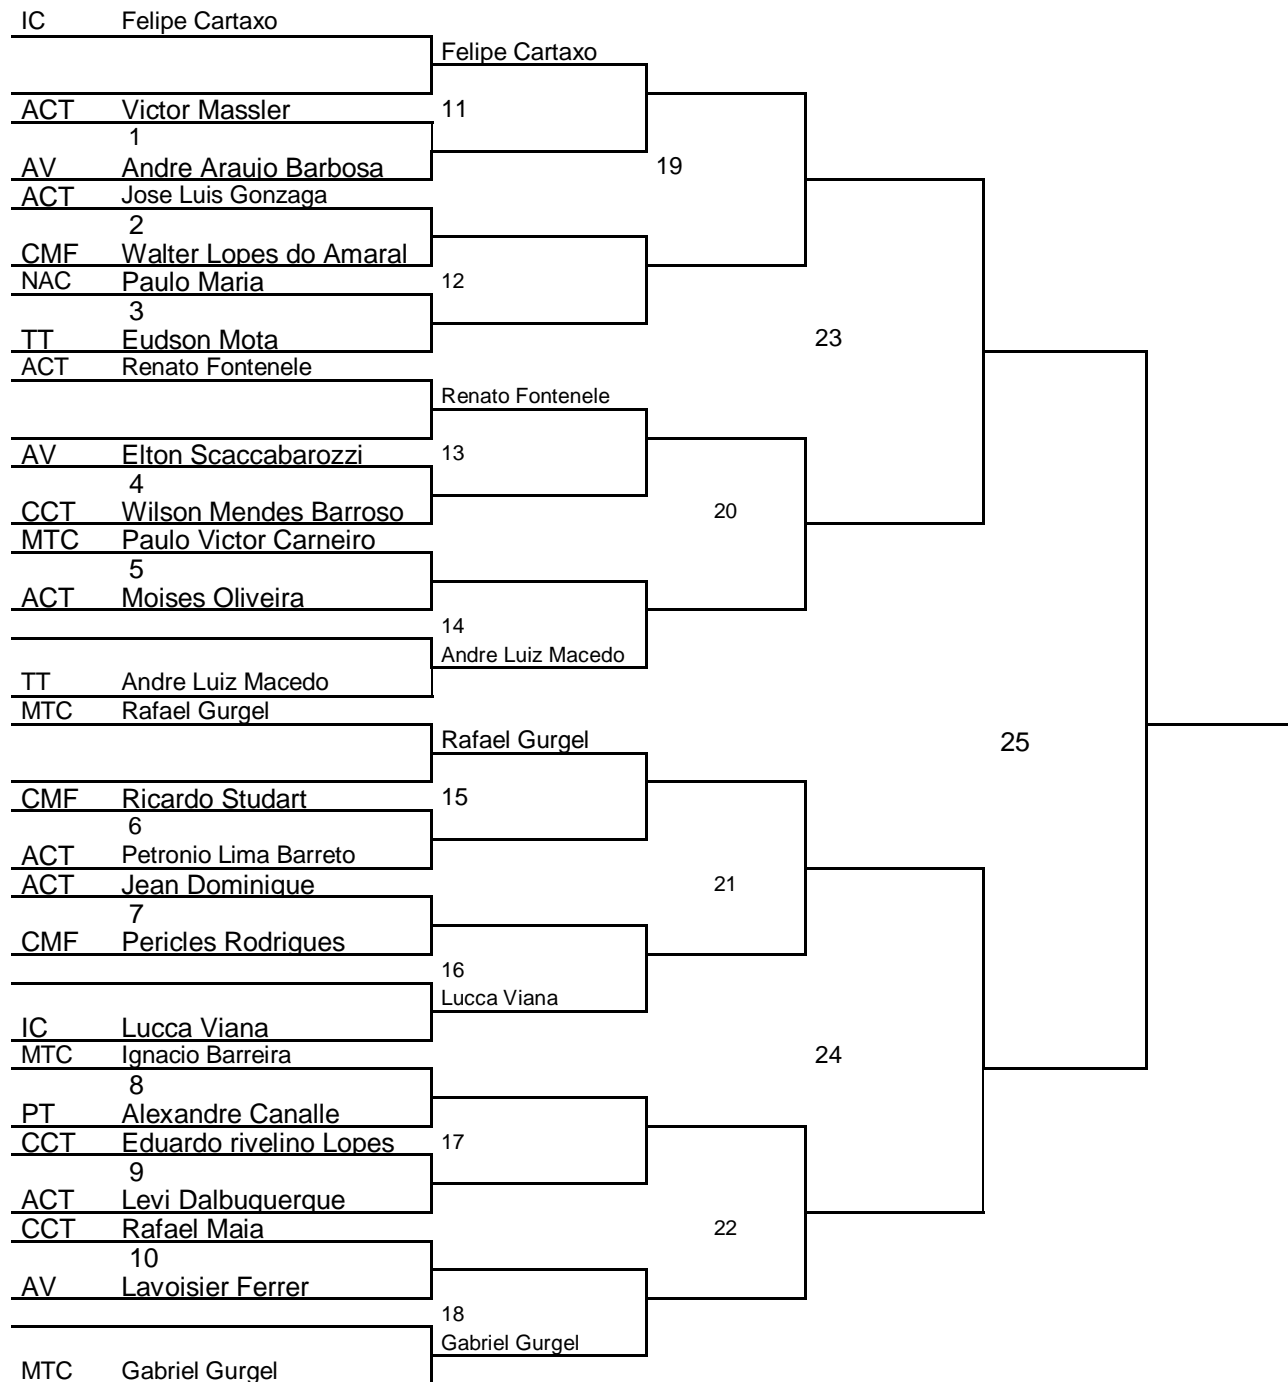 IC Felipe Cartaxo
Felipe Cartaxo
ACT Victor Massler 11
1
AV Andre Araujo Barbosa 19
ACT Jose Luis Gonzaga
2
CMF Walter Lopes do Amaral
NAC Paulo Maria 12
3
TT Eudson Mota 23
ACT Renato Fontenele
Renato Fontenele
AV Elton Scaccabarozzi 13
4
CCT Wilson Mendes Barroso 20
MTC Paulo Victor Carneiro
5
ACT Moises Oliveira
14
Andre Luiz Macedo
TT Andre Luiz Macedo
MTC Rafael Gurgel
Rafael Gurgel 25
CMF Ricardo Studart 15
6
ACT Petronio Lima Barreto
ACT Jean Dominique 21
7
CMF Pericles Rodrigues
16
Lucca Viana
IC Lucca Viana
MTC Ignacio Barreira 24
8
PT Alexandre Canalle
CCT Eduardo rivelino Lopes 17
9
ACT Levi Dalbuquerque
CCT Rafael Maia 22
10
AV Lavoisier Ferrer
18
Gabriel Gurgel
MTC Gabriel Gurgel